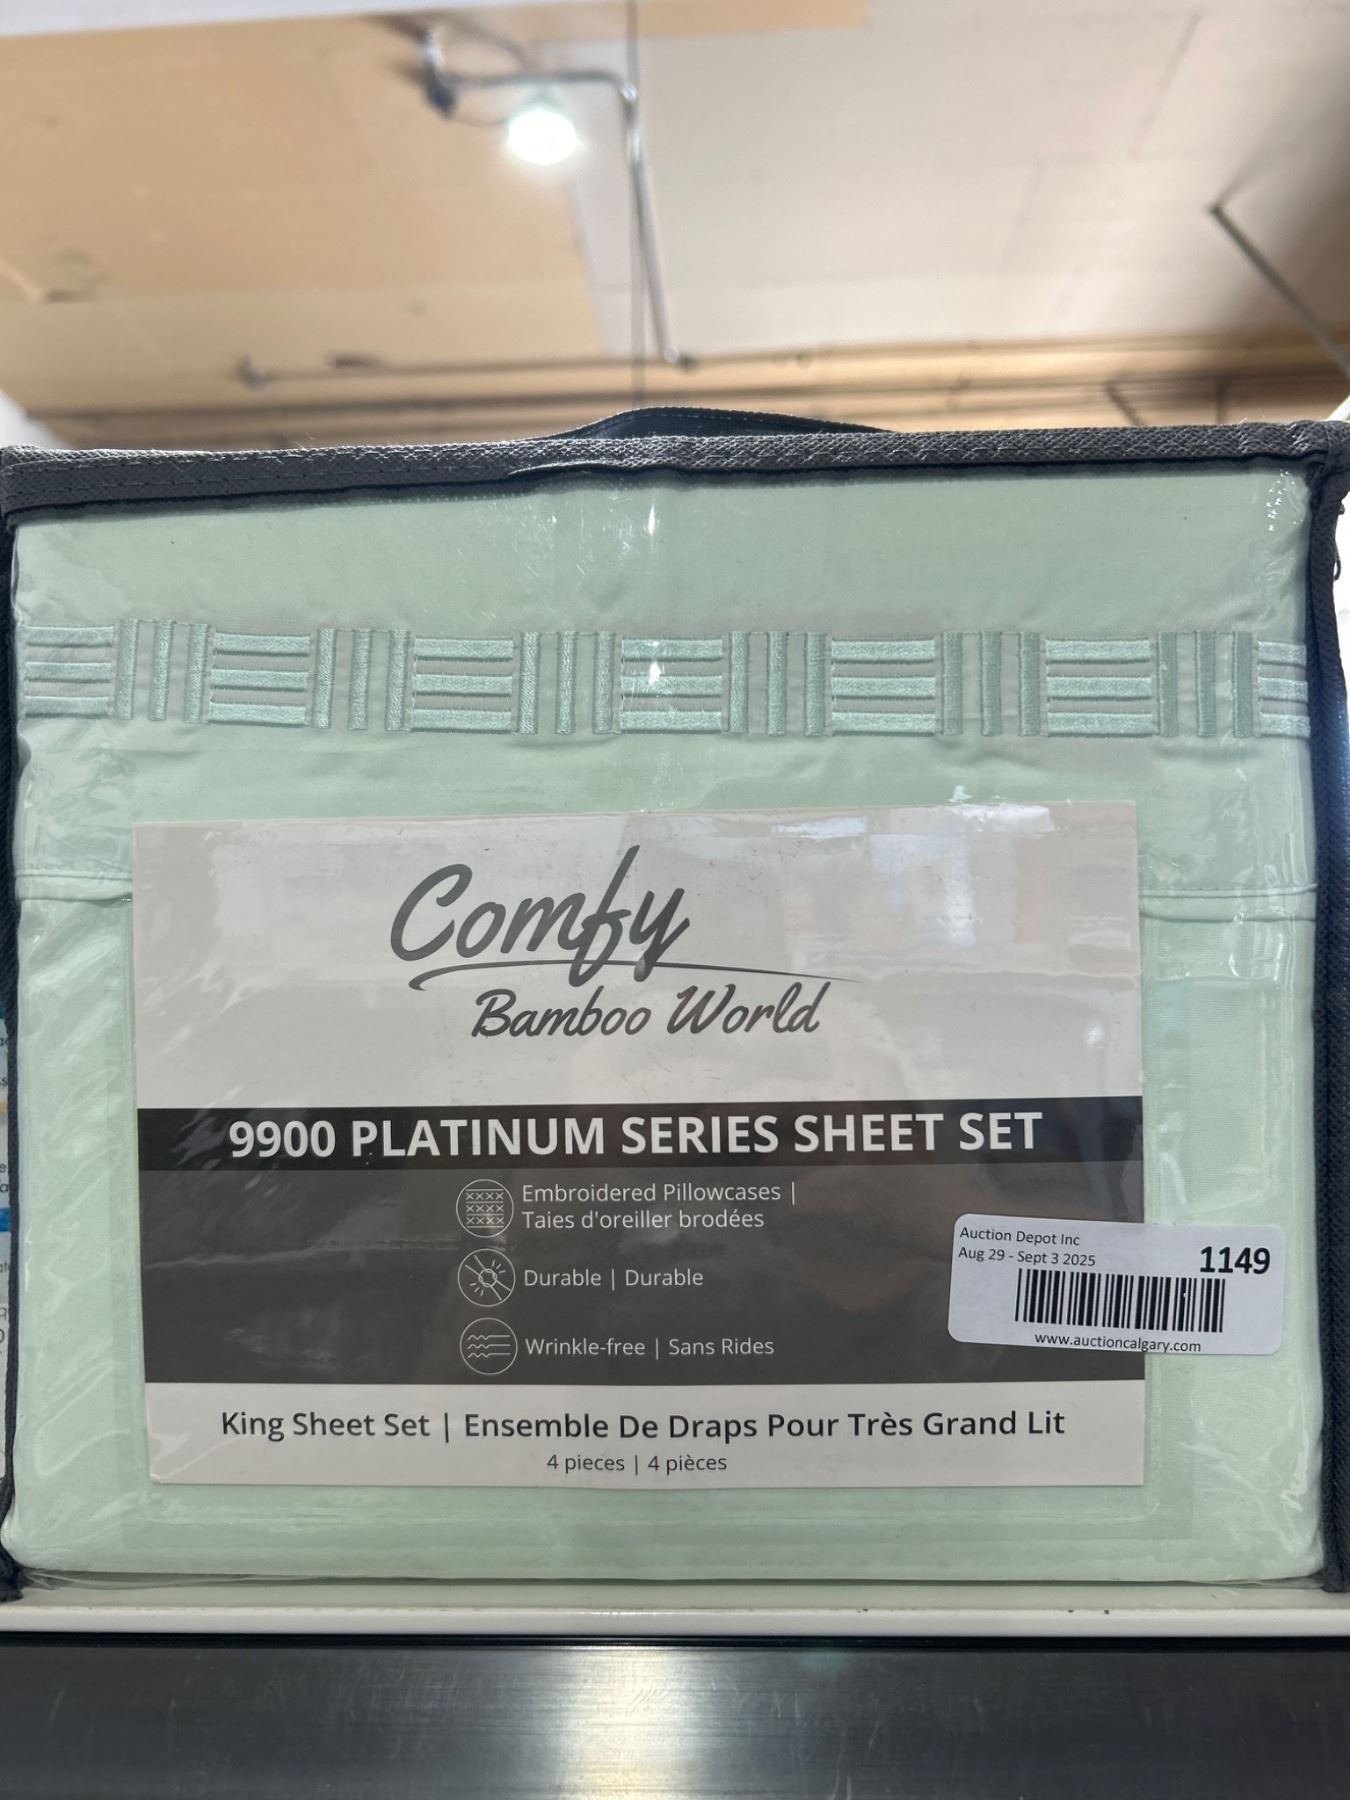 Comfy
Bamboo World
9900 PLATINUM SERIES SHEET SET
Embroidered Pillowcases |
Taies d'oreiller brodées
Durable | Durable
Wrinkle-free | Sans Rides
Auction Depot Inc
Aug 29 - Sept 3 2025
1149
www.auctioncalgary.com
King Sheet Set | Ensemble De Draps Pour Très Grand Lit
4 pieces | 4 pièces